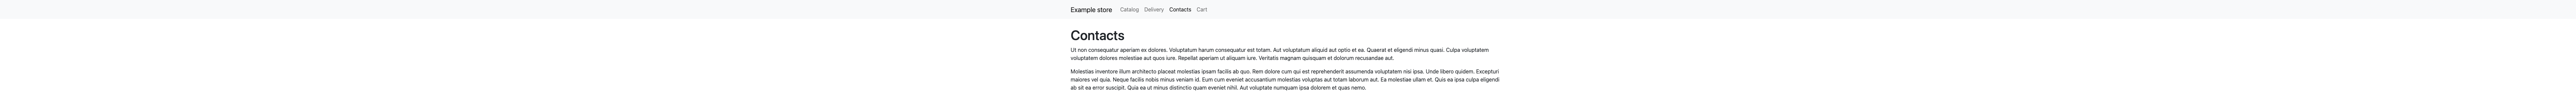 Example store Catalog Delivery Contacts Cart
Contacts
Ut non consequatur aperiam ex dolores. Voluptatum harum consequatur est totam. Aut voluptatum aliquid aut optio et ea. Quaerat et eligendi minus quasi. Culpa voluptatem
voluptatem dolores molestiae aut quos iure. Repellat aperiam ut aliquam iure. Veritatis magnam quisquam et dolorum recusandae aut.
Molestias inventore illum architecto placeat molestias ipsam facilis ab quo. Rem dolore cum qui est reprehenderit assumenda voluptatem nisi ipsa. Unde libero quidem. Excepturi
maiores vel quia. Neque facilis nobis minus veniam id. Eum cum eveniet accusantium molestias voluptas aut totam laborum aut. Ea molestiae ullam et. Quis ea ipsa culpa eligendi
ab sit ea error suscipit. Quia ea ut minus distinctio quam eveniet nihil. Aut voluptate numquam ipsa dolorem et quas nemo.